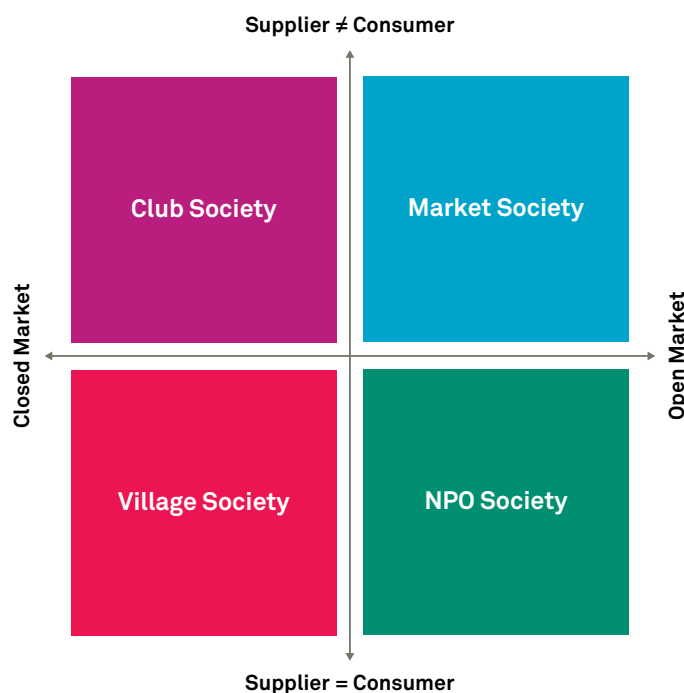 Supplier ≠ Consumer
Club Society
Market Society
Closed Market
Open Market
Village Society
NPO Society
Supplier = Consumer